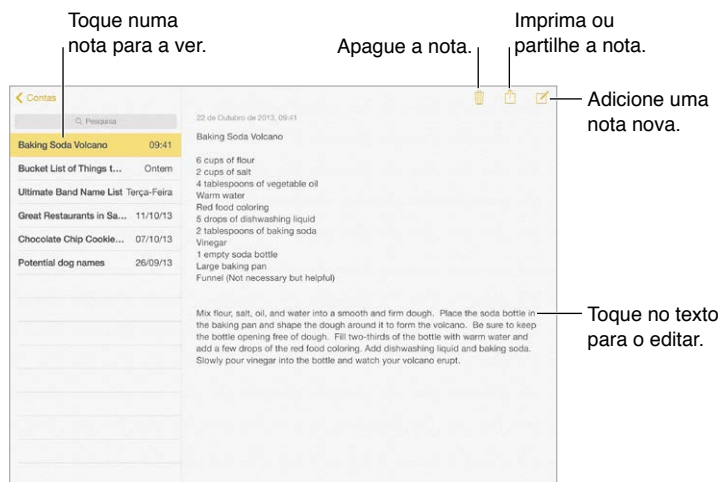 Toque numa
nota para a ver.
Apague a nota.
Imprima ou
partilhe a nota.
Adicione uma
nota nova.
Contas
Pesquisa
Baking Soda Volcano 09:41
Bucket List of Things t... Ontem
Ultimate Band Name List Terça-Feira
Great Restaurants in Sa... 11/10/13
Chocolate Chip Cookie... 07/10/13
Potential dog names 26/09/13
22 de Outubro de 2013, 09:41
Baking Soda Volcano
6 cups of flour
2 cups of salt
4 tablespoons of vegetable oil
Warm water
Red food coloring
5 drops of dishwashing liquid
2 tablespoons of baking soda
Vinegar
1 empty soda bottle
Large baking pan
Funnel (Not necessary but helpful)
Mix flour, salt, oil, and water into a smooth and firm dough. Place the soda bottle in
the baking pan and shape the dough around it to form the volcano. Be sure to keep
the bottle opening free of dough. Fill two-thirds of the bottle with warm water and
add a few drops of the red food coloring. Add dishwashing liquid and baking soda.
Slowly pour vinegar into the bottle and watch your volcano erupt.
Toque no texto
para o editar.